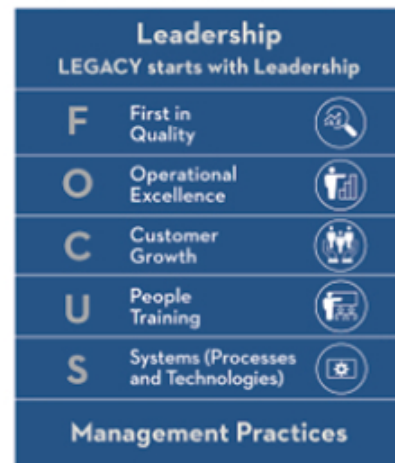 Leadership
LEGACY starts with Leadership
F
First in
Quality
O
Operational
Excellence
C
Customer
Growth
U
People
Training
S
Systems (Processes
and Technologies)
Management Practices